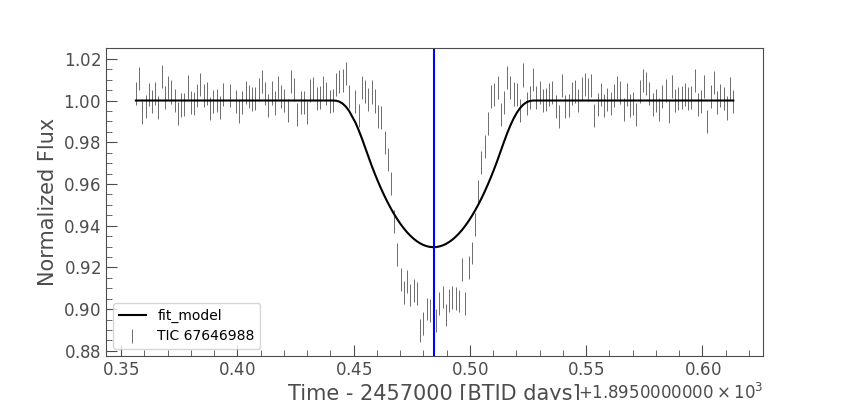 1.02
1.00
0.98
0.96
0.94
0.92
0.90
0.88
Normalized Flux
fit_model
TIC 67646988
0.35 0.40 0.45 0.50 0.55 0.60
Time - 2457000 [BTJD days] +1.8950000000 × 10³